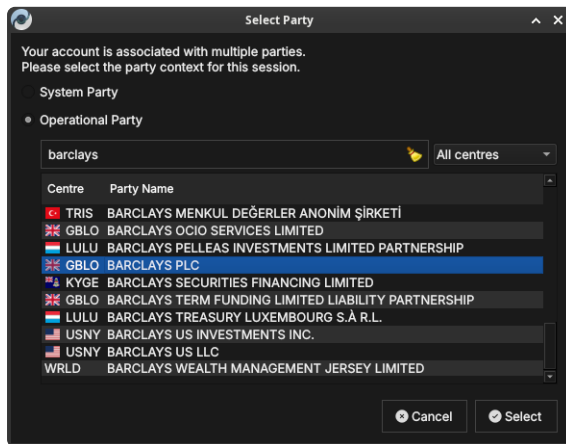 Select Party
Your account is associated with multiple parties.
Please select the party context for this session.
System Party
Operational Party
barclays All centres
Centre Party Name
TRIS BARCLAYS MENKUL DEĞERLER ANONİM ŞİRKETİ
GBLO BARCLAYS OCIO SERVICES LIMITED
LULU BARCLAYS PELLEAS INVESTMENTS LIMITED PARTNERSHIP
GBLO BARCLAYS PLC
KYGE BARCLAYS SECURITIES FINANCING LIMITED
GBLO BARCLAYS TERM FUNDING LIMITED LIABILITY PARTNERSHIP
LULU BARCLAYS TREASURY LUXEMBOURG S.À R.L.
USNY BARCLAYS US INVESTMENTS INC.
USNY BARCLAYS US LLC
WRLD BARCLAYS WEALTH MANAGEMENT JERSEY LIMITED
Cancel Select